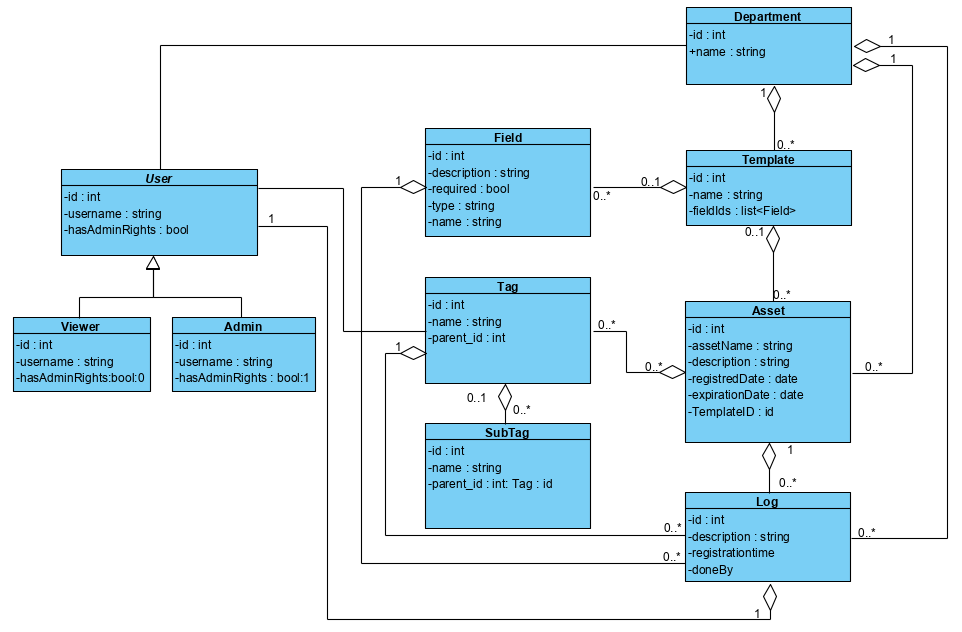 Department
-id : int
+name : string
1
1
1
0..*
Field
-id : int
-description : string
-required : bool
-type : string
-name : string
1
0..*
0..1
Template
-id : int
-name : string
-fieldIds : list<Field>
0..1
0..*
User
-id : int
-username : string
-hasAdminRights : bool
1
Viewer
-id : int
-username : string
-hasAdminRights:bool:0
Admin
-id : int
-username : string
-hasAdminRights : bool:1
Tag
-id : int
-name : string
-parent_id : int
1
0..*
0..*
0..1
0..*
Asset
-id : int
-assetName : string
-description : string
-registredDate : date
-expirationDate : date
-TemplateID : id
0..*
1
0..*
SubTag
-id : int
-name : string
-parent_id : int: Tag : id
0..*
0..*
Log
-id : int
-description : string
-registrationtime
-doneBy
0..*
1